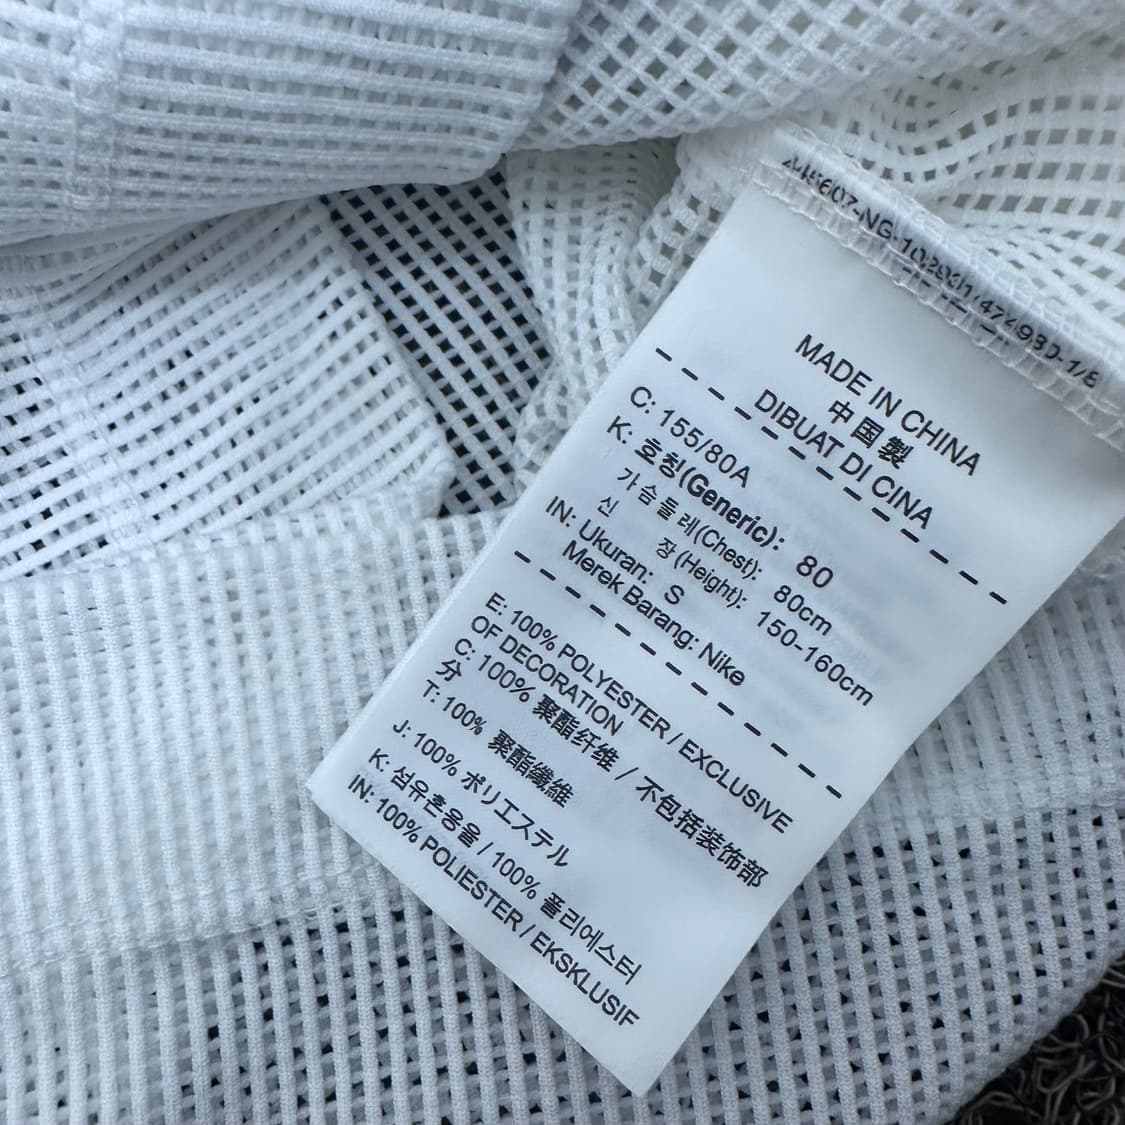 MADE IN CHINA
中国製
DIBUAT DI CINA
C: 155/80A
K: 호칭(Generic): 80
가슴둘레(Chest): 80cm
신 장(Height): 150-160cm
IN: Ukuran: S
Merek Barang: Nike
E: 100% POLYESTER / EXCLUSIVE
OF DECORATION
C: 100% 聚酯纤维 / 不包括装饰部
分
T: 100% 聚酯纖維
J: 100% ポリエステル
K: 섬유혼용율 / 100% 폴리에스터
IN: 100% POLIESTER / EKSKLUSIF